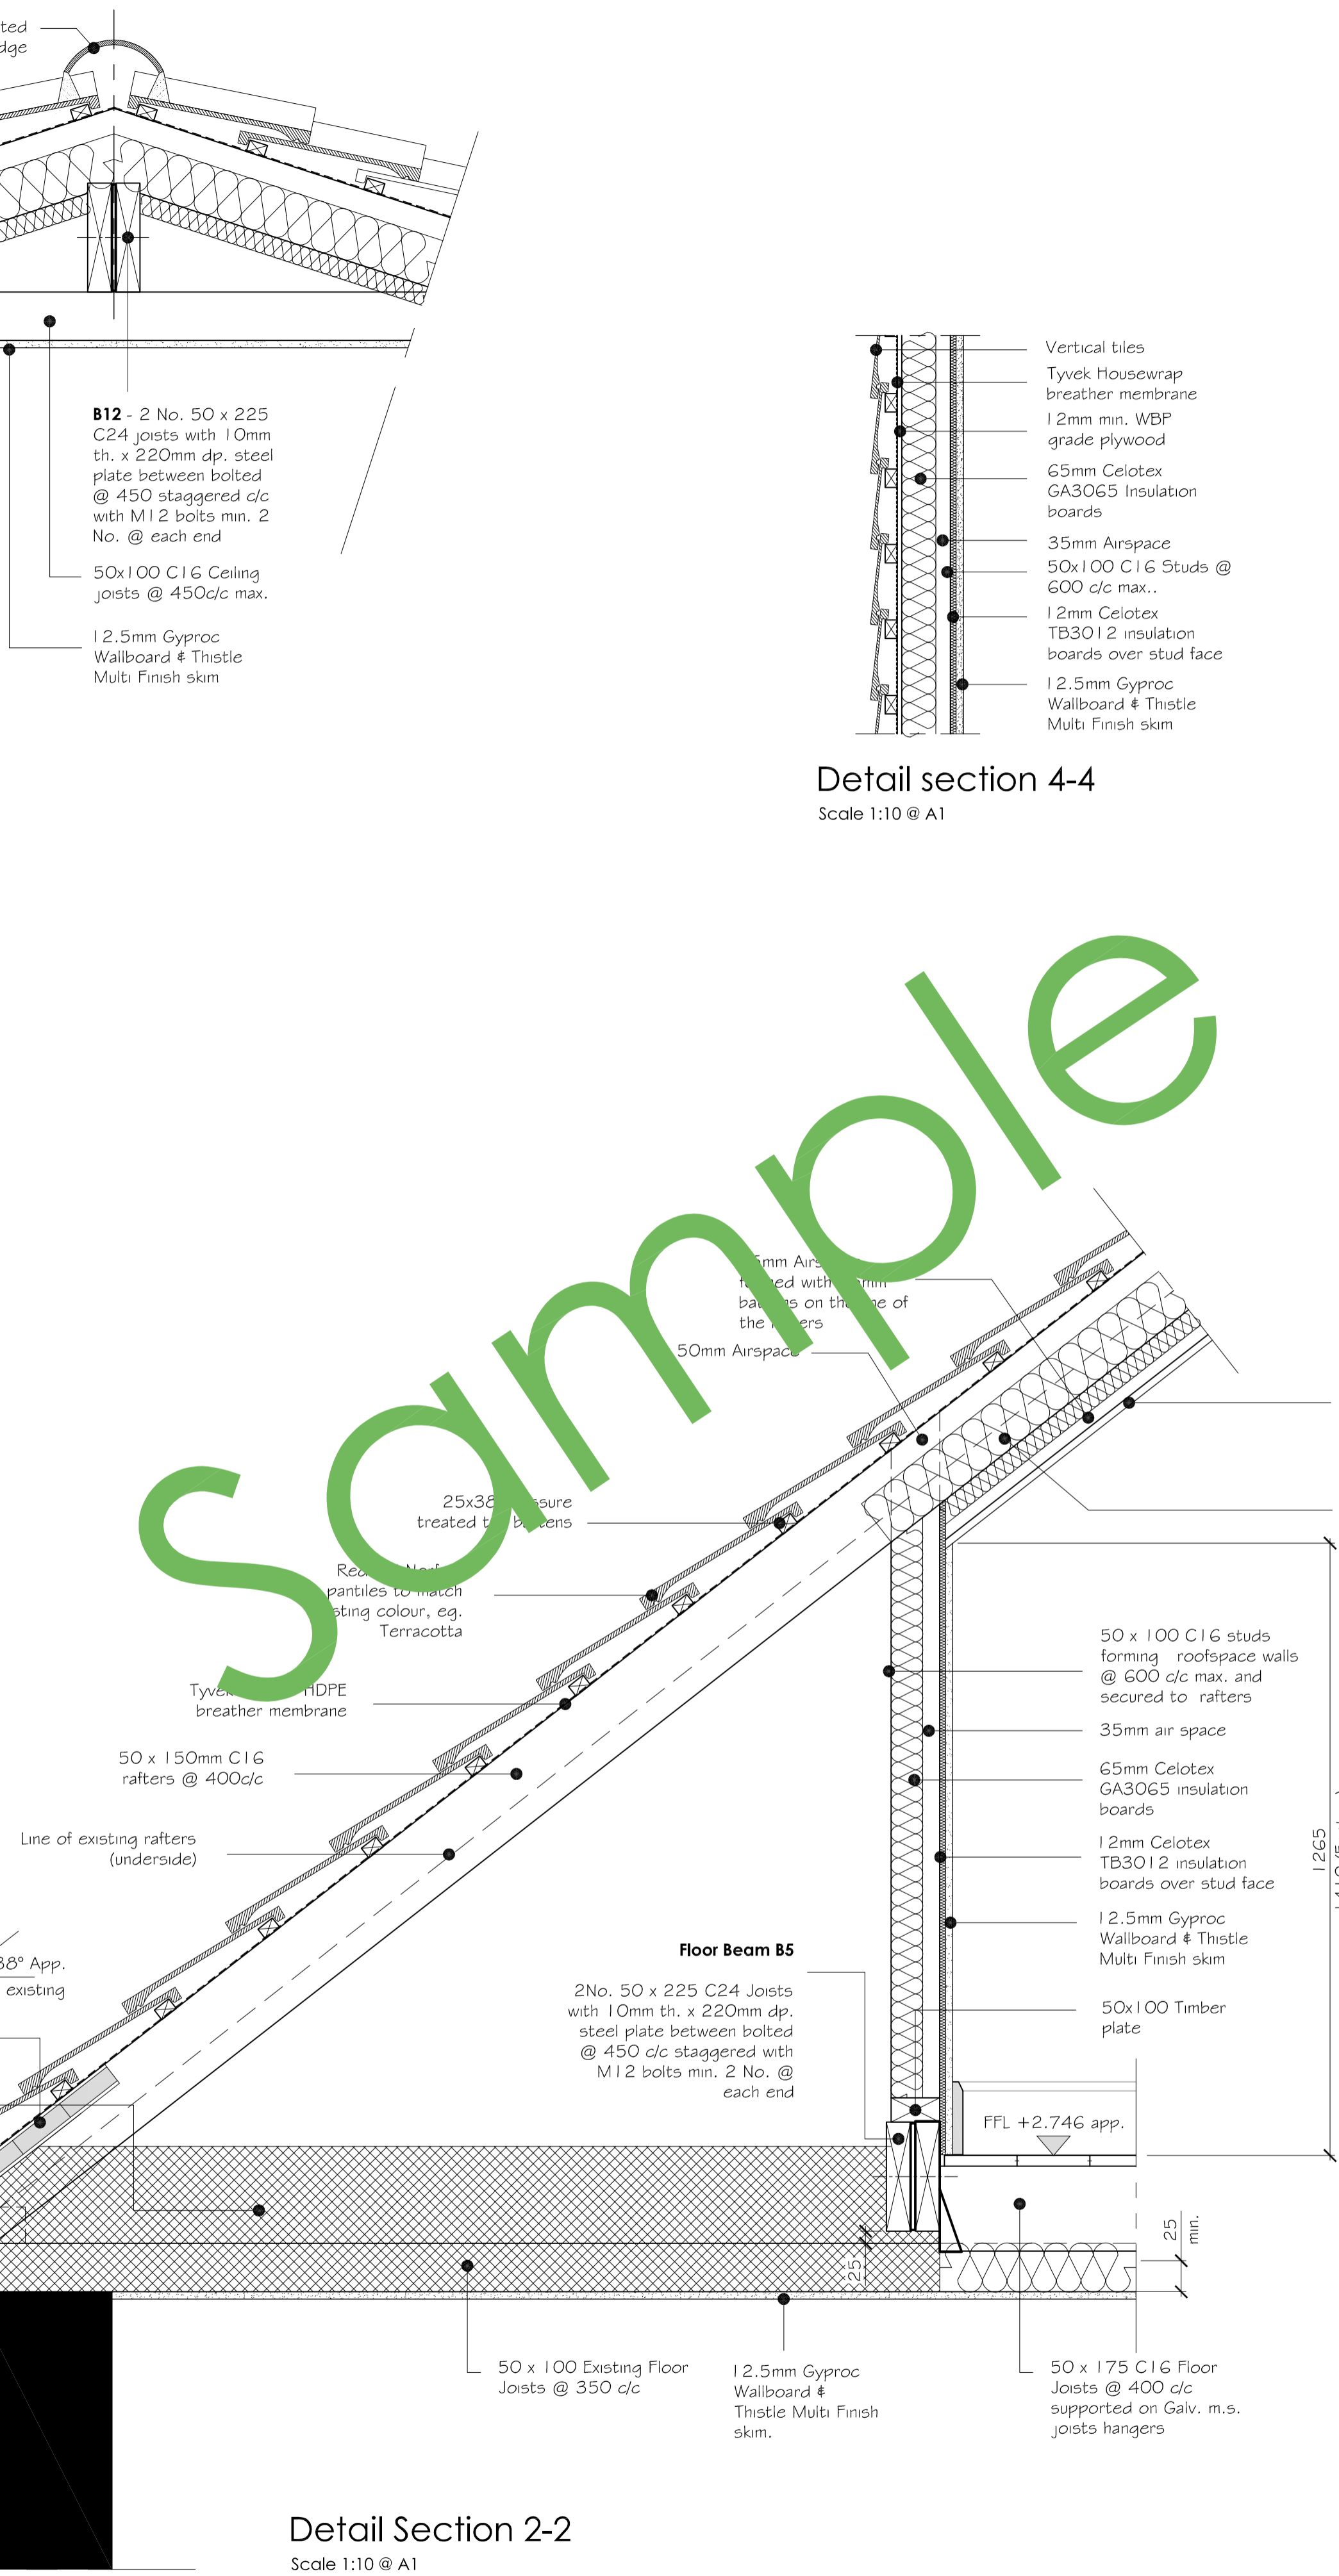 ted
dge
B12 - 2 No. 50 x 225
C24 joists with 10mm
th. x 220mm dp. steel
plate between bolted
@ 450 staggered c/c
with M12 bolts min. 2
No. @ each end
50x100 C16 Ceiling
joists @ 450c/c max.
12.5mm Gyproc
Wallboard & Thistle
Multi Finish skim
Vertical tiles
Tyvek Housewrap
breather membrane
12mm min. WBP
grade plywood
65mm Celotex
GA3065 Insulation
boards
35mm Airspace
50x100 C16 Studs @
600 c/c max..
12mm Celotex
TB3012 insulation
boards over stud face
12.5mm Gyproc
Wallboard & Thistle
Multi Finish skim
Detail section 4-4
Scale 1:10 @ A1
Sample
with
on
of
the
50mm Airspace
treated
pantiles to match
colour, eg.
Terracotta
HDPE
breather membrane
50 x 150mm C16
rafters @ 400c/c
Line of existing rafters
(underside)
38° App.
existing
Floor Beam B5
2No. 50 x 225 C24 Joists
with 10mm th. x 220mm dp.
steel plate between bolted
@ 450 c/c staggered with
M12 bolts min. 2 No. @
each end
50 x 100 C16 studs
forming roofspace walls
@ 600 c/c max. and
secured to rafters
35mm air space
65mm Celotex
GA3065 insulation
boards
12mm Celotex
TB3012 insulation
boards over stud face
12.5mm Gyproc
Wallboard & Thistle
Multi Finish skim
50x100 Timber
plate
1265
FFL +2.746 app.
25
min.
25
50 x 100 Existing Floor
Joists @ 350 c/c
12.5mm Gyproc
Wallboard &
Thistle Multi Finish
skim.
50 x 175 C16 Floor
Joists @ 400 c/c
supported on Galv. m.s.
joists hangers
Detail Section 2-2
Scale 1:10 @ A1